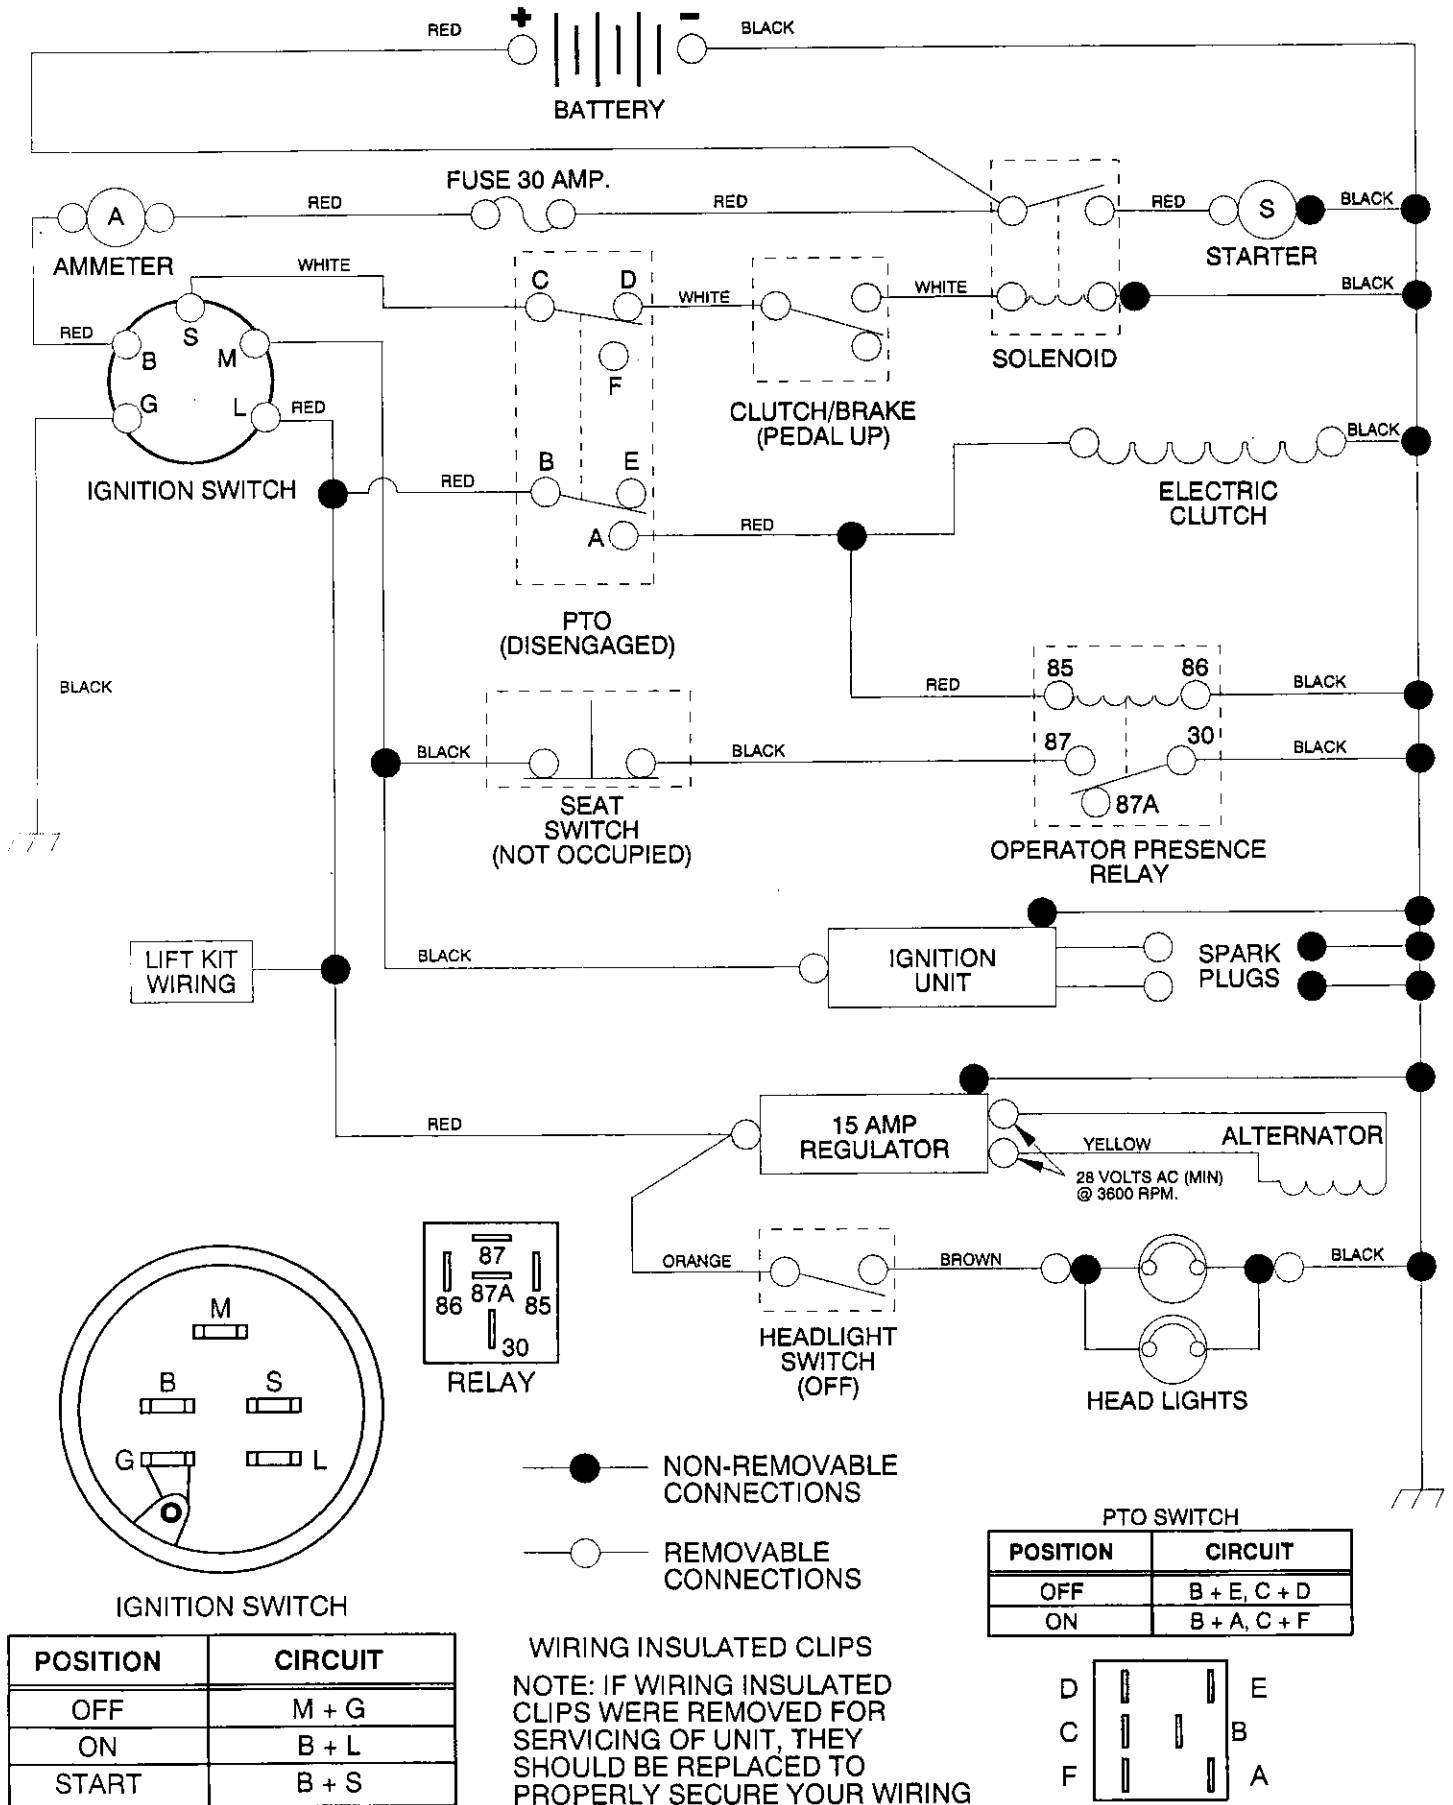 RED + - BLACK
BATTERY
FUSE 30 AMP.
A RED RED RED S BLACK
AMMETER STARTER
WHITE C D WHITE WHITE BLACK
RED S
B M
F SOLENOID
G L RED
CLUTCH/BRAKE
(PEDAL UP)
BLACK
IGNITION SWITCH
B E
RED
ELECTRIC
CLUTCH
A RED
PTO
(DISENGAGED)
BLACK
85 86
RED BLACK
BLACK BLACK 87 30 BLACK
87A
SEAT
SWITCH
(NOT OCCUPIED)
OPERATOR PRESENCE
RELAY
LIFT KIT
WIRING
BLACK
IGNITION
UNIT
SPARK
PLUGS
RED
15 AMP
REGULATOR
YELLOW
ALTERNATOR
28 VOLTS AC (MIN)
@ 3600 RPM.
ORANGE BROWN BLACK
HEADLIGHT
SWITCH
(OFF)
HEAD LIGHTS
87
86 87A 85
30
RELAY
M
B S
G L
IGNITION SWITCH
NON-REMOVABLE
CONNECTIONS
REMOVABLE
CONNECTIONS
PTO SWITCH
POSITION CIRCUIT
OFF B + E, C + D
ON B + A, C + F
POSITION CIRCUIT
OFF M + G
ON B + L
START B + S
WIRING INSULATED CLIPS
NOTE: IF WIRING INSULATED
CLIPS WERE REMOVED FOR
SERVICING OF UNIT, THEY
SHOULD BE REPLACED TO
PROPERLY SECURE YOUR WIRING
D E
C B
F A